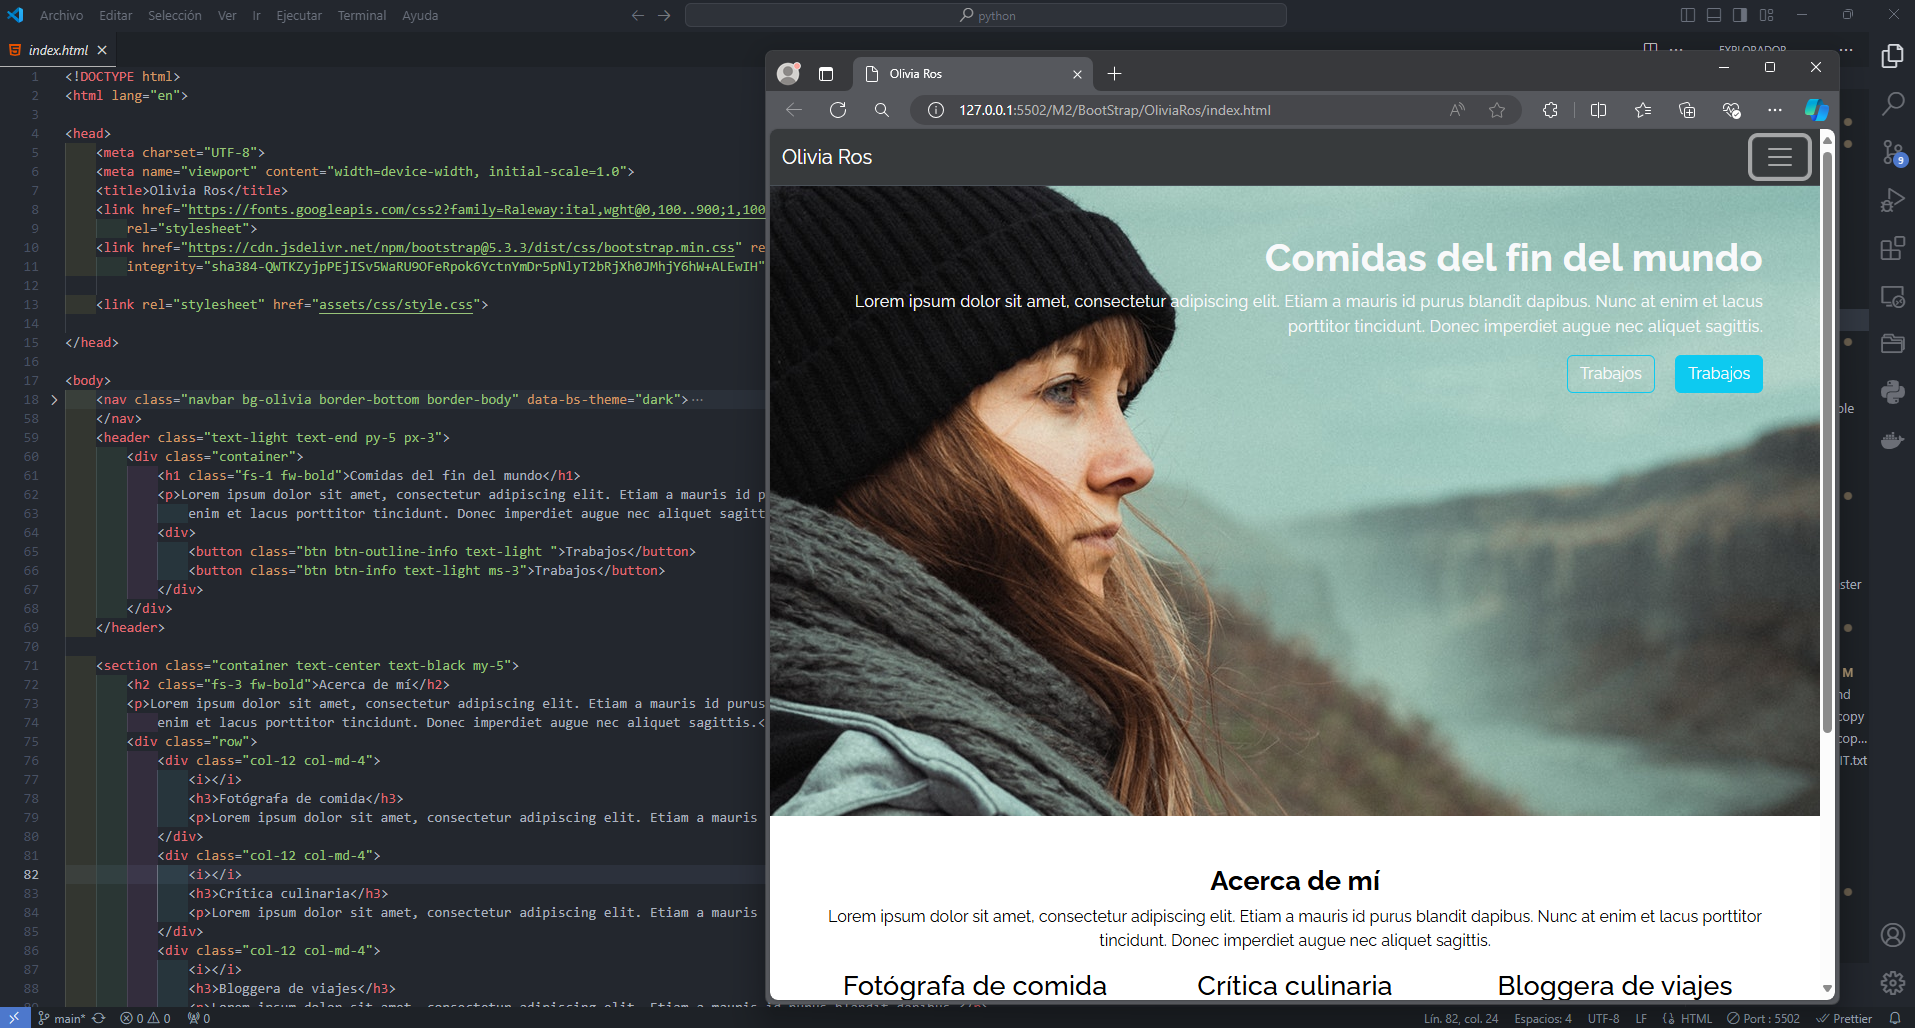 Archivo Editar Selección Ver Ir Ejecutar Terminal Ayuda
python
index.html
EXPLORADOR
1 <!DOCTYPE html>
2 <html lang="en">
3
4 <head>
5 <meta charset="UTF-8">
6 <meta name="viewport" content="width=device-width, initial-scale=1.0">
7 <title>Olivia Ros</title>
8 <link href="https://fonts.googleapis.com/css2?family=Raleway:ital,wght@0,100..900;1,100
9 rel="stylesheet">
10 <link href="https://cdn.jsdelivr.net/npm/bootstrap@5.3.3/dist/css/bootstrap.min.css" re
11 integrity="sha384-QWTKZyjpPEjISv5WaRU9OFeRpok6YctnYmDr5pNlyT2bRjXh0JMhjY6hW+ALEwIH"
12
13 <link rel="stylesheet" href="assets/css/style.css">
14
15 </head>
16
17 <body>
18 <nav class="navbar bg-olivia border-bottom border-body" data-bs-theme="dark">⋯
58 </nav>
59 <header class="text-light text-end py-5 px-3">
60 <div class="container">
61 <h1 class="fs-1 fw-bold">Comidas del fin del mundo</h1>
62 <p>Lorem ipsum dolor sit amet, consectetur adipiscing elit. Etiam a mauris id p
63 enim et lacus porttitor tincidunt. Donec imperdiet augue nec aliquet sagitt
64 <div>
65 <button class="btn btn-outline-info text-light ">Trabajos</button>
66 <button class="btn btn-info text-light ms-3">Trabajos</button>
67 </div>
68 </div>
69 </header>
70
71 <section class="container text-center text-black my-5">
72 <h2 class="fs-3 fw-bold">Acerca de mí</h2>
73 <p>Lorem ipsum dolor sit amet, consectetur adipiscing elit. Etiam a mauris id purus
74 enim et lacus porttitor tincidunt. Donec imperdiet augue nec aliquet sagittis.<
75 <div class="row">
76 <div class="col-12 col-md-4">
77 <i></i>
78 <h3>Fotógrafa de comida</h3>
79 <p>Lorem ipsum dolor sit amet, consectetur adipiscing elit. Etiam a mauris
80 </div>
81 <div class="col-12 col-md-4">
82 <i></i>
83 <h3>Crítica culinaria</h3>
84 <p>Lorem ipsum dolor sit amet, consectetur adipiscing elit. Etiam a mauris
85 </div>
86 <div class="col-12 col-md-4">
87 <i></i>
88 <h3>Bloggera de viajes</h3>
Olivia Ros
127.0.0.1:5502/M2/BootStrap/OliviaRos/index.html
Olivia Ros
Comidas del fin del mundo
Lorem ipsum dolor sit amet, consectetur adipiscing elit. Etiam a mauris id purus blandit dapibus. Nunc at enim et lacus
porttitor tincidunt. Donec imperdiet augue nec aliquet sagittis.
Trabajos Trabajos
Acerca de mí
Lorem ipsum dolor sit amet, consectetur adipiscing elit. Etiam a mauris id purus blandit dapibus. Nunc at enim et lacus porttitor
tincidunt. Donec imperdiet augue nec aliquet sagittis.
Fotógrafa de comida Crítica culinaria Bloggera de viajes
9
M
copy
cop...
IT.txt
main* 0 0 0
Lín. 82, col. 24 Espacios: 4 UTF-8 LF HTML Port : 5502 Prettier